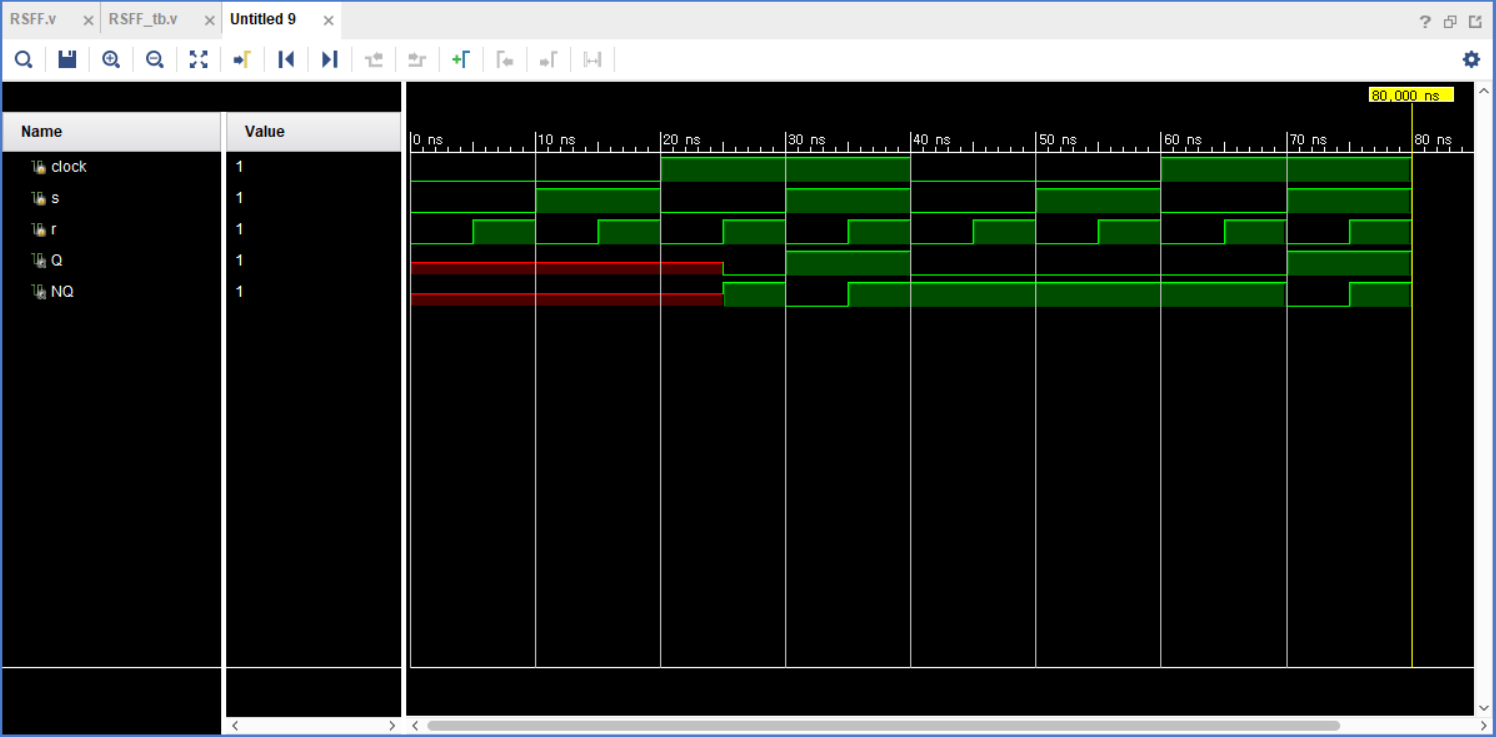 RSFF.v × RSFF_tb.v × Untitled 9 ×
?
80,000 ns
Name Value
0 ns 10 ns 20 ns 30 ns 40 ns 50 ns 60 ns 70 ns 80 ns
clock 1
s 1
r 1
Q 1
NQ 1